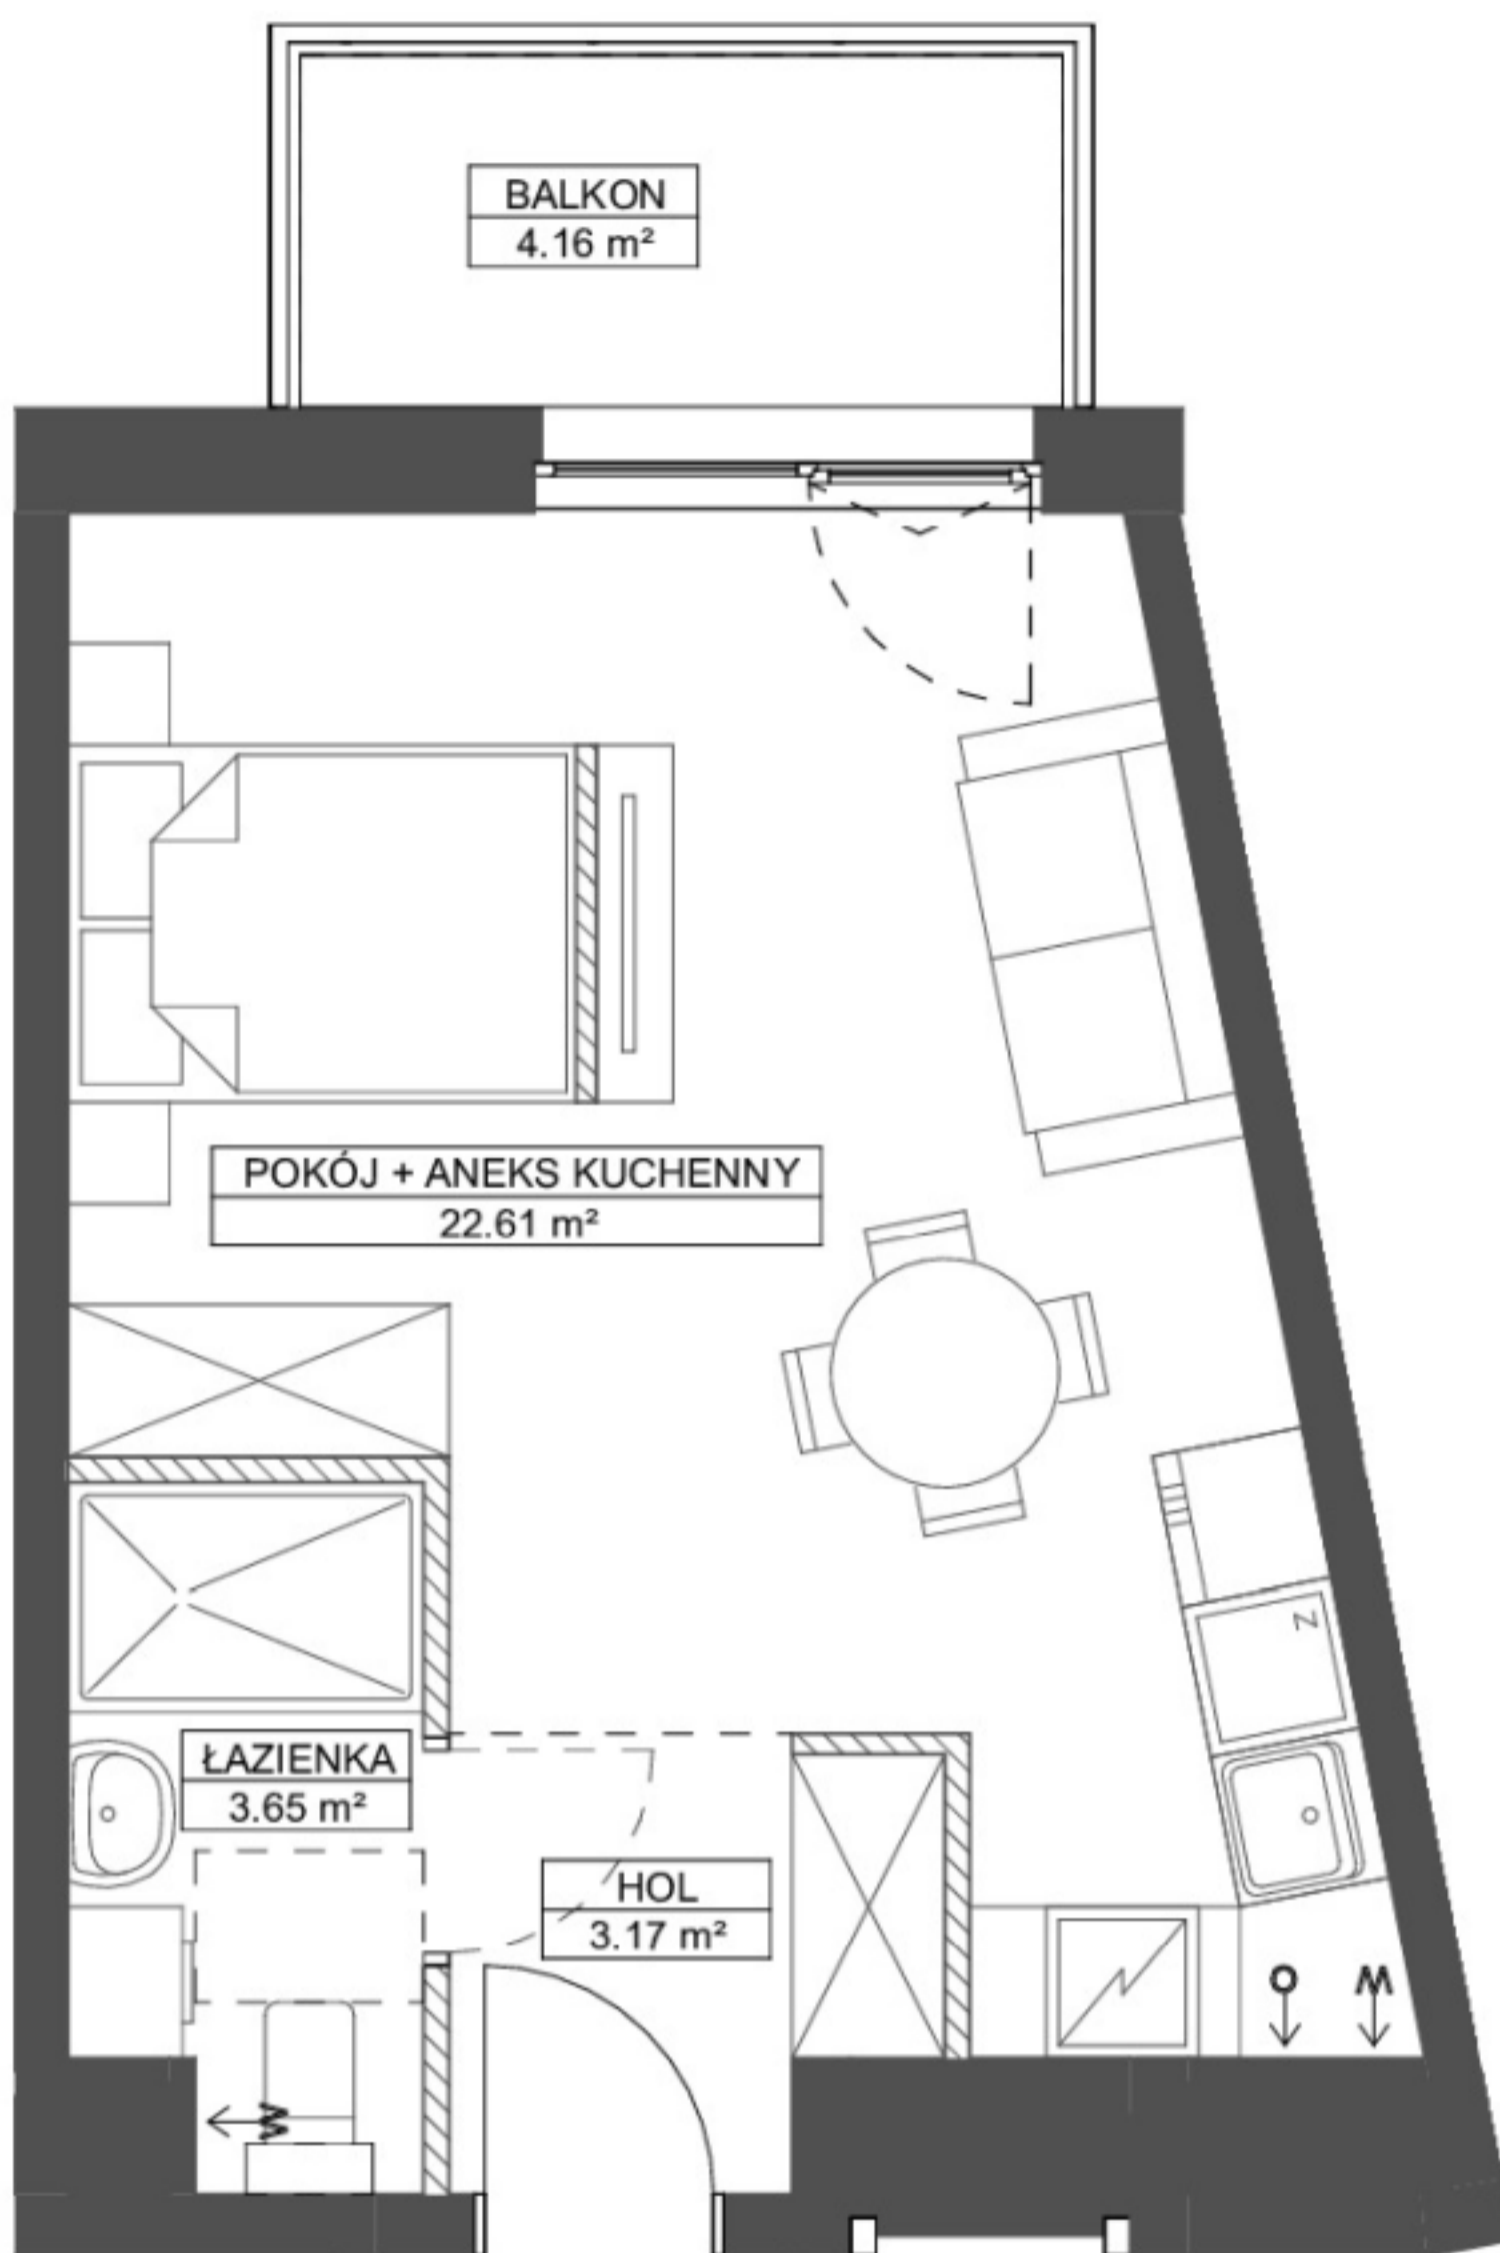 BALKON
4.16 m²
POKÓJ + ANEKS KUCHENNY
22.61 m²
Z
ŁAZIENKA
3.65 m²
HOL
3.17 m²
O
W
W